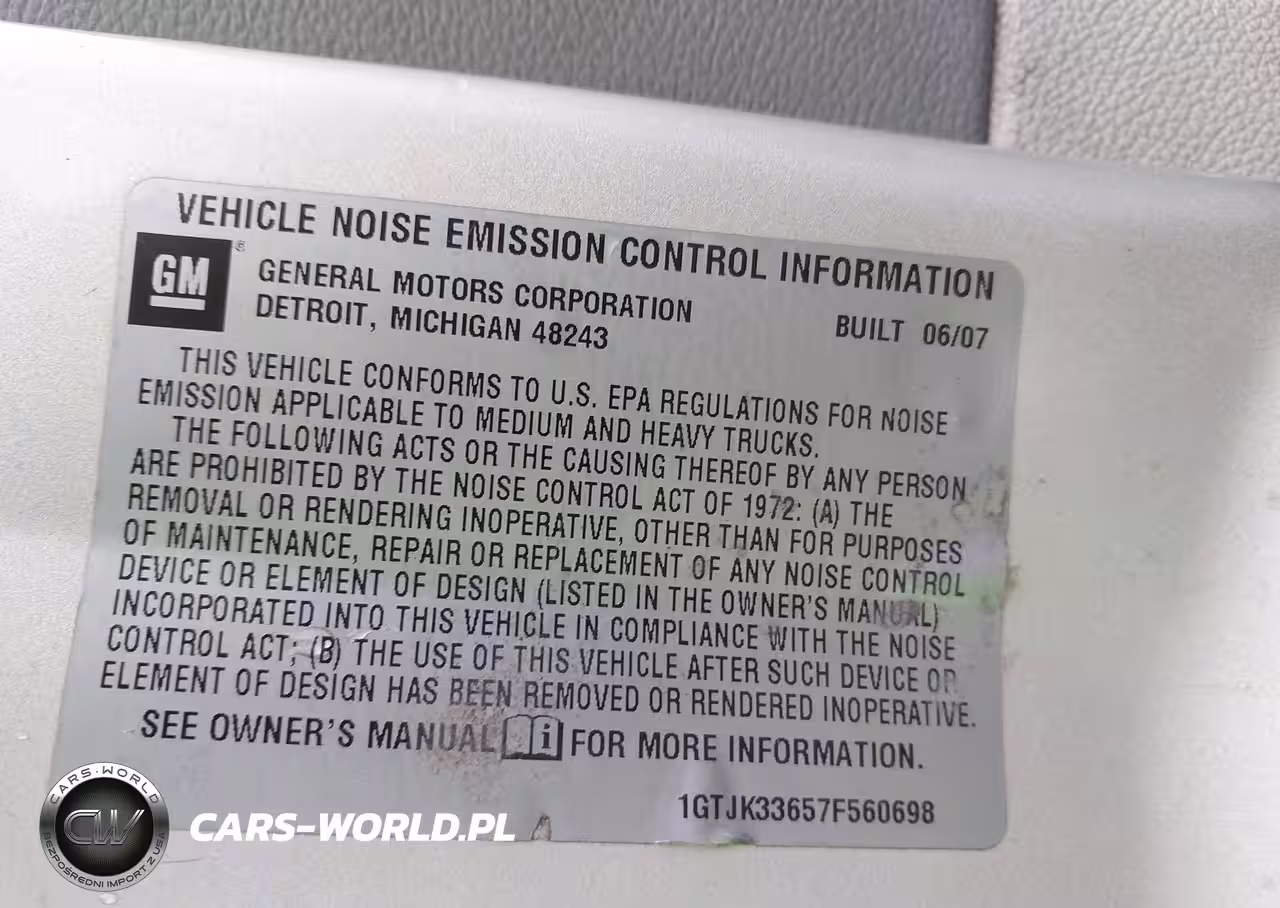 VEHICLE NOISE EMISSION CONTROL INFORMATION
GM®
GENERAL MOTORS CORPORATION
DETROIT, MICHIGAN 48243
BUILT 06/07
THIS VEHICLE CONFORMS TO U.S. EPA REGULATIONS FOR NOISE
EMISSION APPLICABLE TO MEDIUM AND HEAVY TRUCKS.
THE FOLLOWING ACTS OR THE CAUSING THEREOF BY ANY PERSON
ARE PROHIBITED BY THE NOISE CONTROL ACT OF 1972: (A) THE
REMOVAL OR RENDERING INOPERATIVE, OTHER THAN FOR PURPOSES
OF MAINTENANCE, REPAIR OR REPLACEMENT OF ANY NOISE CONTROL
DEVICE OR ELEMENT OF DESIGN (LISTED IN THE OWNER'S MANUAL)
INCORPORATED INTO THIS VEHICLE IN COMPLIANCE WITH THE NOISE
CONTROL ACT; (B) THE USE OF THIS VEHICLE AFTER SUCH DEVICE OR
ELEMENT OF DESIGN HAS BEEN REMOVED OR RENDERED INOPERATIVE.
SEE OWNER'S MANUAL i FOR MORE INFORMATION.
1GTJK33657F560698
CARS-WORLD
CW
BEZPOŚREDNI IMPORT Z USA
CARS-WORLD.PL